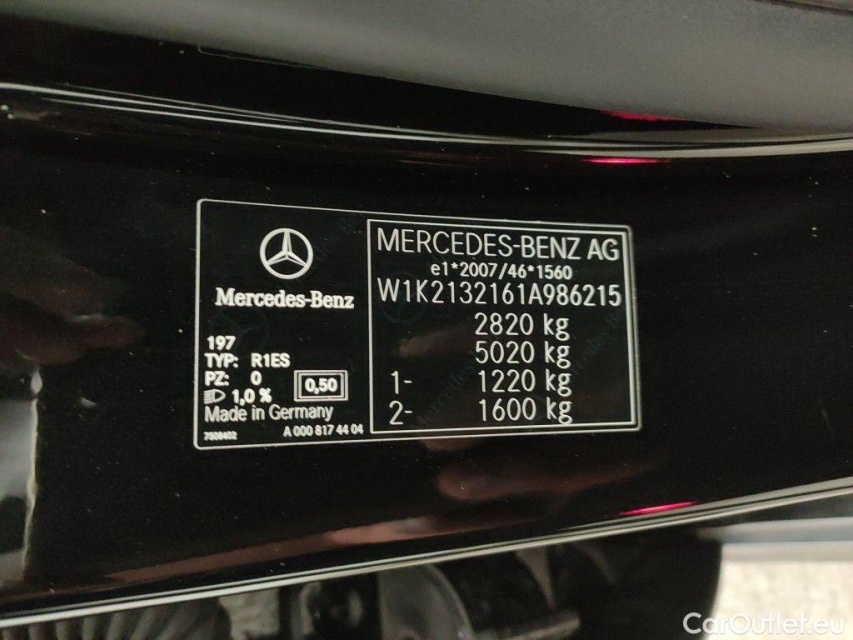 Mercedes-Benz
197
TYP: R1ES
PZ: 0
1,0 %
0,50
Made in Germany
7508402
A 000 817 44 04
MERCEDES-BENZ AG
e1*2007/46*1560
W1K2132161A986215
2820 kg
5020 kg
1- 1220 kg
2- 1600 kg
CarOutlet.eu